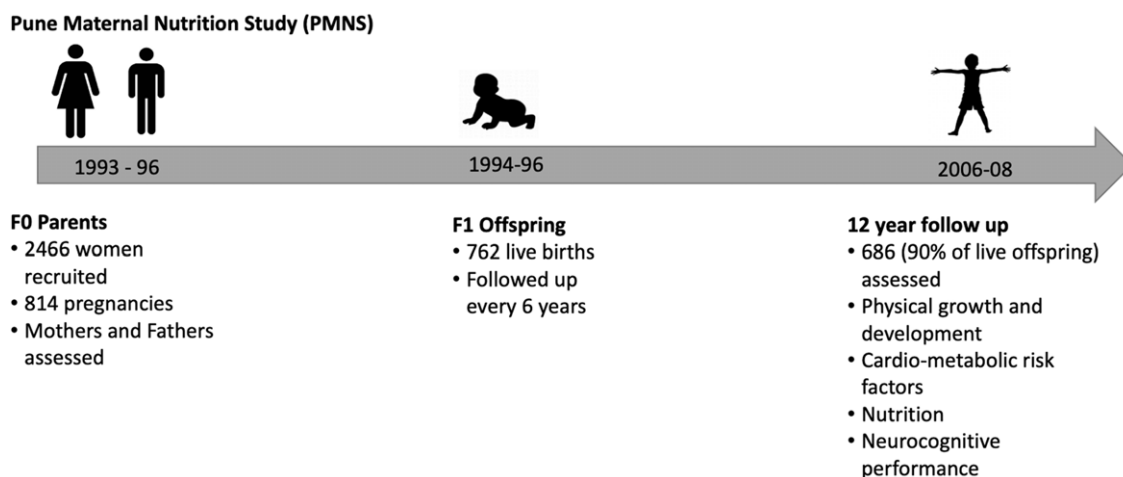 Pune Maternal Nutrition Study (PMNS)
1993 - 96
1994-96
2006-08
F0 Parents
• 2466 women
recruited
• 814 pregnancies
• Mothers and Fathers
assessed
F1 Offspring
• 762 live births
• Followed up
every 6 years
12 year follow up
• 686 (90% of live offspring)
assessed
• Physical growth and
development
• Cardio-metabolic risk
factors
• Nutrition
• Neurocognitive
performance